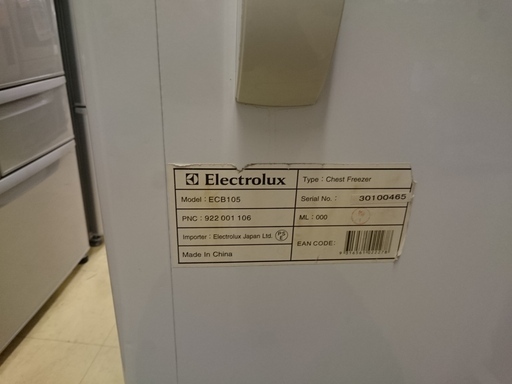 Electrolux
Type : Chest Freezer
Model : ECB105
Serial No. : 30100465
PNC : 922 001 106
ML : 000
Importer : Electrolux Japan Ltd.
EAN CODE :
Made in China